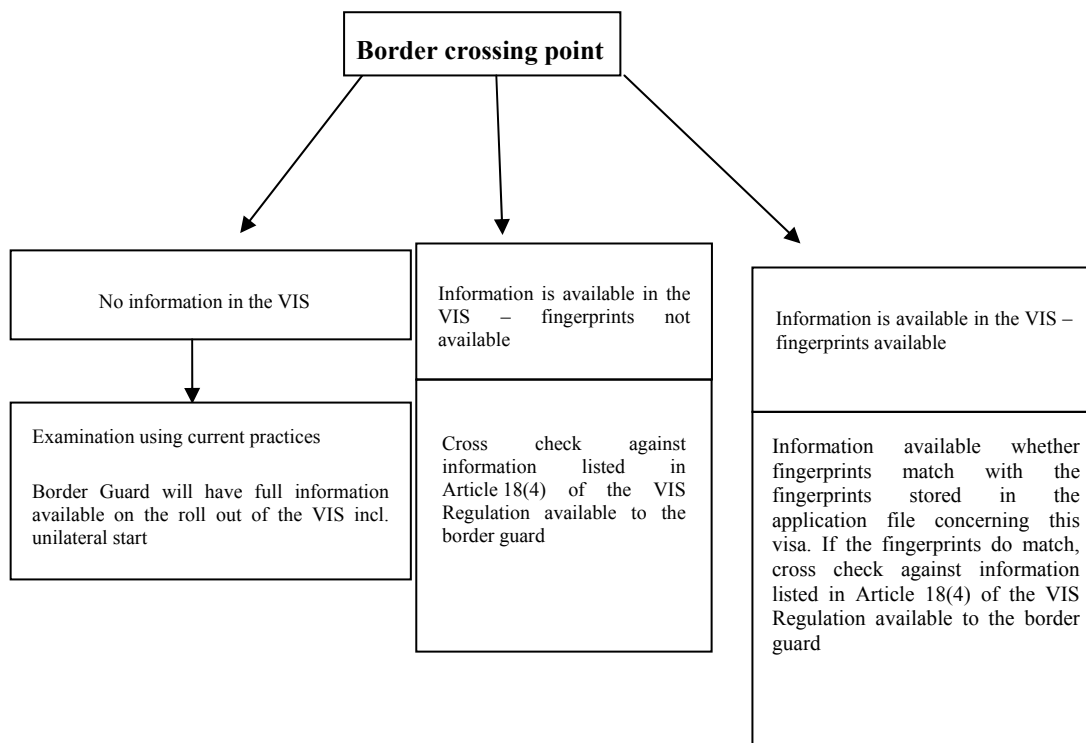 Border crossing point
No information in the VIS
Examination using current practices
Border Guard will have full information
available on the roll out of the VIS incl.
unilateral start
Information is available in the
VIS – fingerprints not
available
Cross check against
information listed in
Article 18(4) of the VIS
Regulation available to the
border guard
Information is available in the VIS –
fingerprints available
Information available whether
fingerprints match with the
fingerprints stored in the
application file concerning this
visa. If the fingerprints do match,
cross check against information
listed in Article 18(4) of the VIS
Regulation available to the border
guard